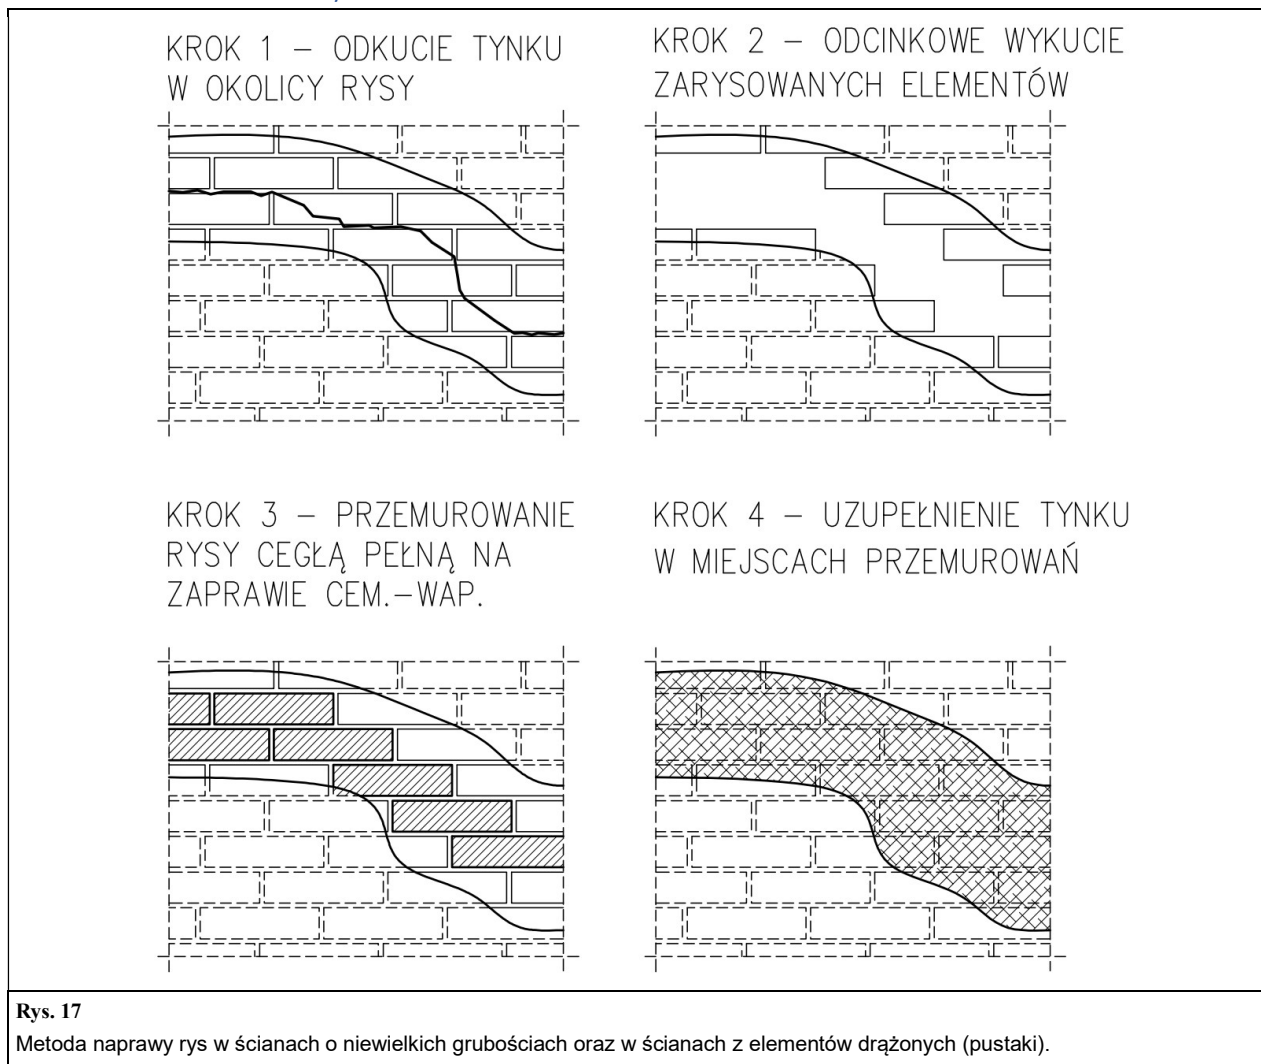 KROK 1 – ODKUCIE TYNKU
W OKOLICY RYSY
KROK 2 – ODCINKOWE WYKUCIE
ZARYSOWANYCH ELEMENTÓW
KROK 3 – PRZEMUROWANIE
RYSY CEGŁĄ PEŁNĄ NA
ZAPRAWIE CEM.–WAP.
KROK 4 – UZUPEŁNIENIE TYNKU
W MIEJSCACH PRZEMUROWAŃ
Rys. 17
Metoda naprawy rys w ścianach o niewielkich grubościach oraz w ścianach z elementów drążonych (pustaki).